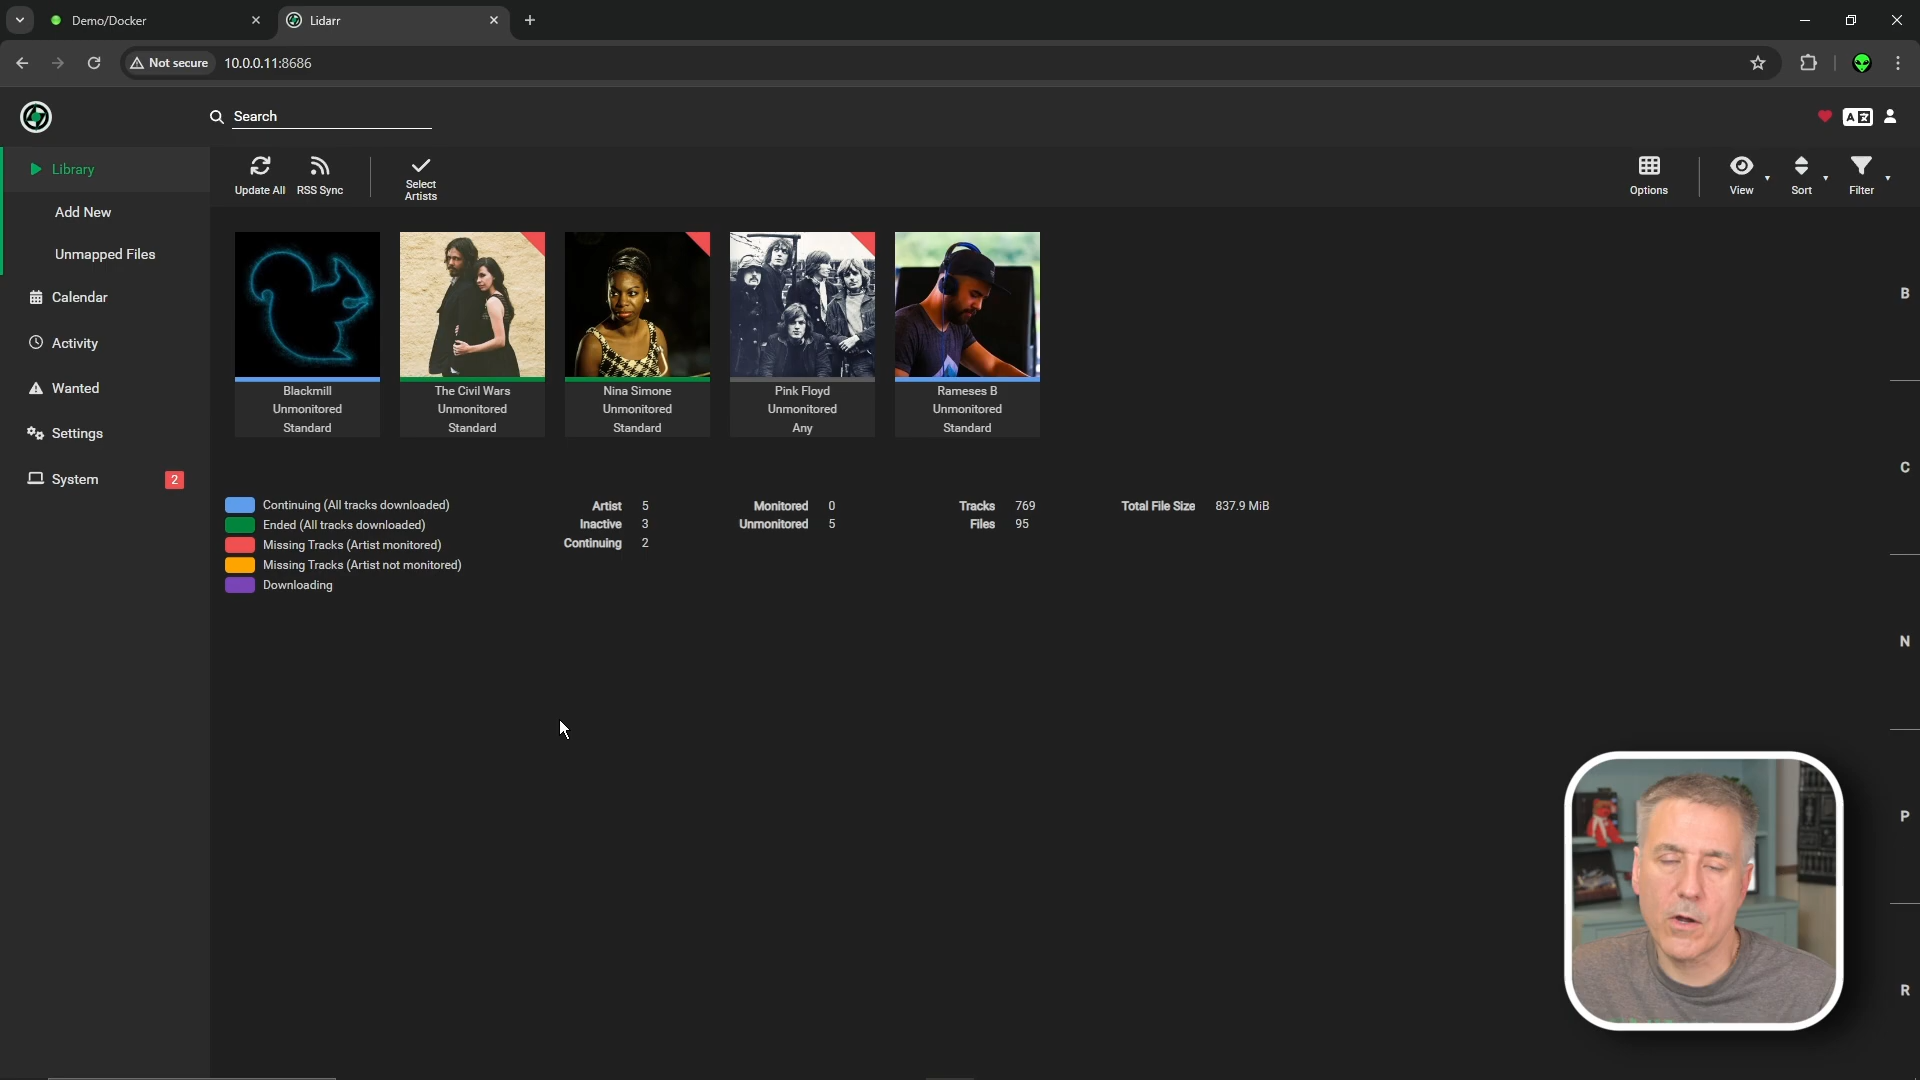 Demo/Docker
Lidarr
Not secure
10.0.0.11:8686
Search
Library
Add New
Unmapped Files
Calendar
Activity
Wanted
Settings
System 2
Update All
RSS Sync
Select
Artists
Options
View
Sort
Filter
Blackmill
Unmonitored
Standard
The Civil Wars
Unmonitored
Standard
Nina Simone
Unmonitored
Standard
Pink Floyd
Unmonitored
Any
Rameses B
Unmonitored
Standard
Continuing (All tracks downloaded)
Ended (All tracks downloaded)
Missing Tracks (Artist monitored)
Missing Tracks (Artist not monitored)
Downloading
Artist 5
Inactive 3
Continuing 2
Monitored 0
Unmonitored 5
Tracks 769
Files 95
Total File Size 837.9 MiB
B
C
N
P
R